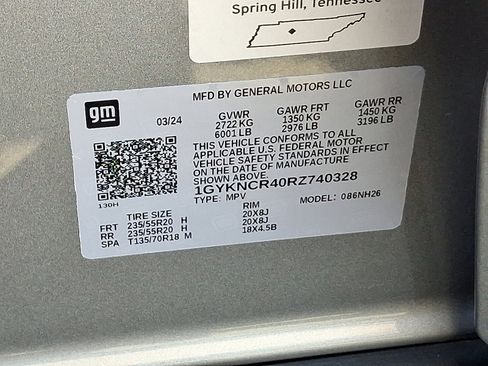 Spring Hill, Tennessee
gm
MFD BY GENERAL MOTORS LLC
03/24 GVWR GAWR FRT GAWR RR
2722 KG 1350 KG 1450 KG
6001 LB 2976 LB 3196 LB
THIS VEHICLE CONFORMS TO ALL
APPLICABLE U.S. FEDERAL MOTOR
VEHICLE SAFETY STANDARDS IN EFFECT
ON THE DATE OF MANUFACTURE
SHOWN ABOVE.
1GYKNCR40RZ740328
130H TYPE: MPV MODEL: 086NH26
TIRE SIZE RIM
FRT 235/55R20 H 20X8J
RR 235/55R20 H 20X8J
SPA T135/70R18 M 18X4.5B